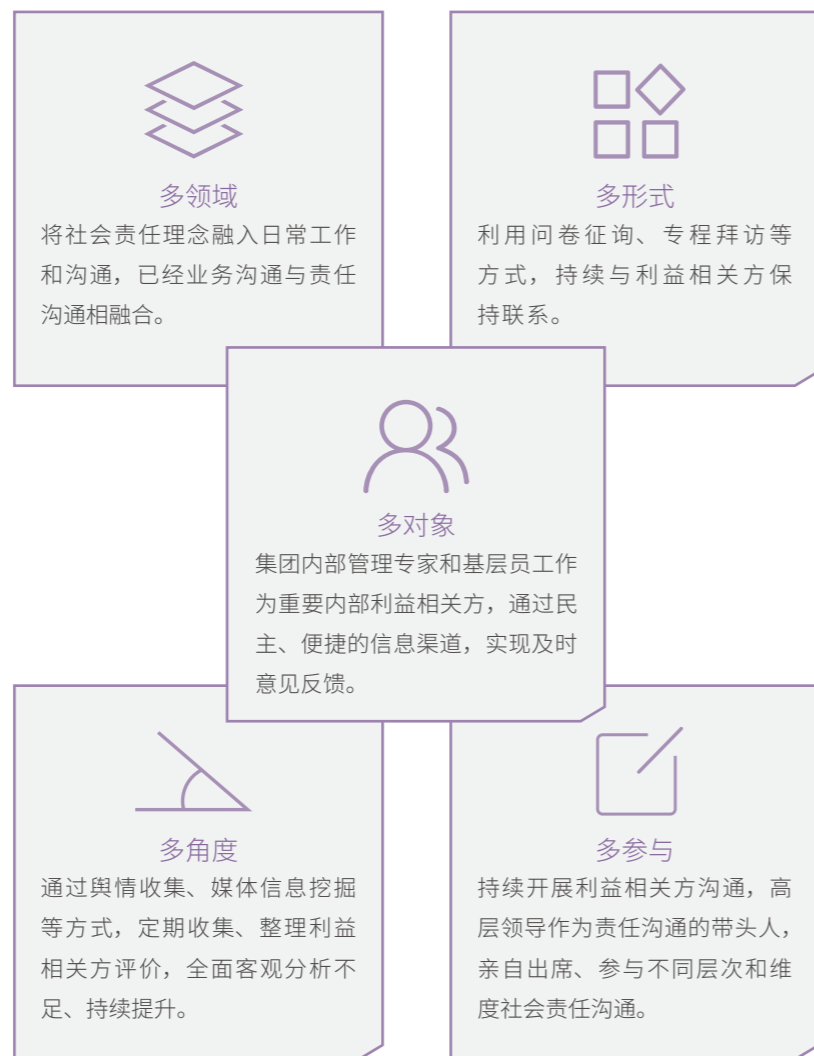 多领域
将社会责任理念融入日常工作
和沟通，已经业务沟通与责任
沟通相融合。
多形式
利用问卷征询、专程拜访等
方式，持续与利益相关方保
持联系。
多对象
集团内部管理专家和基层员工作
为重要内部利益相关方，通过民
主、便捷的信息渠道，实现及时
意见反馈。
多角度
通过舆情收集、媒体信息挖掘
等方式，定期收集、整理利益
相关方评价，全面客观分析不
足、持续提升。
多参与
持续开展利益相关方沟通，高
层领导作为责任沟通的带头人，
亲自出席、参与不同层次和维
度社会责任沟通。